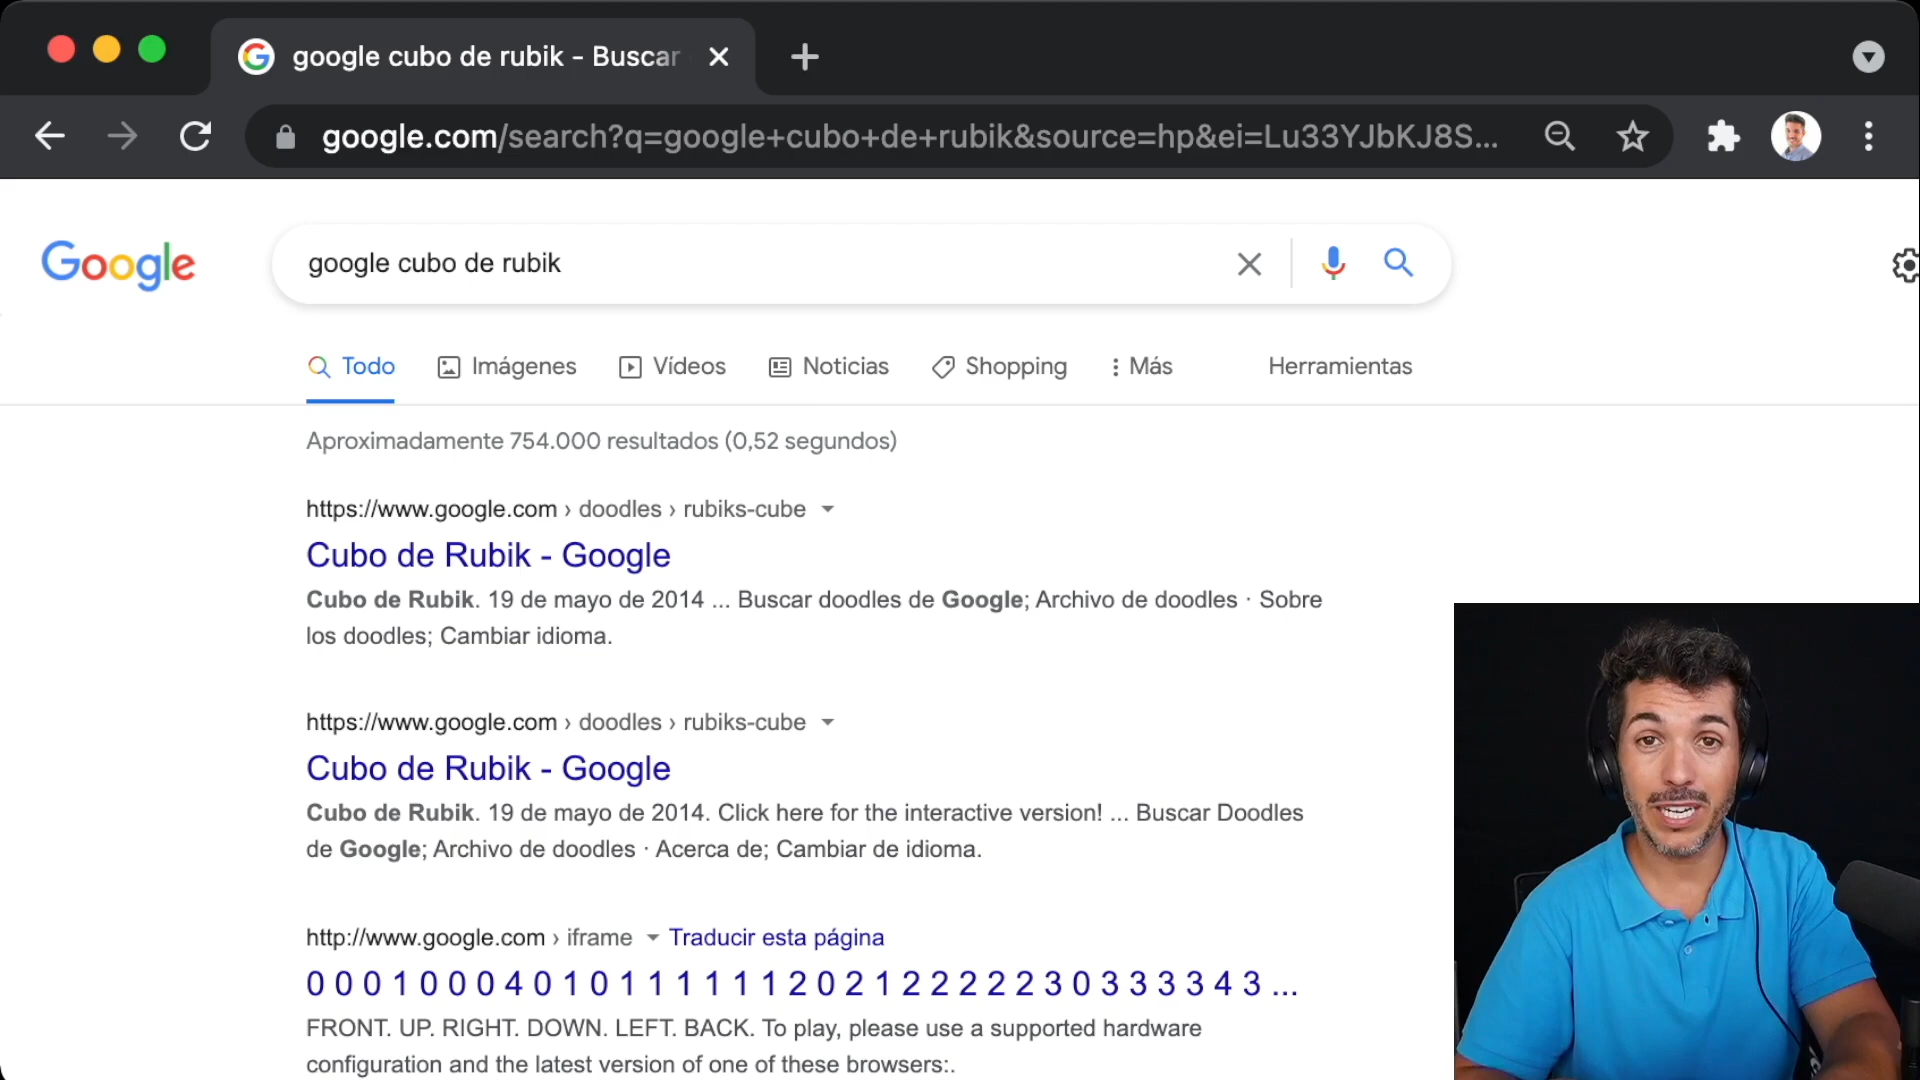 google cubo de rubik - Buscar
google.com/search?q=google+cubo+de+rubik&source=hp&ei=Lu33YJbKJ8S...
Google
google cubo de rubik
Todo Imágenes Vídeos Noticias Shopping Más Herramientas
Aproximadamente 754.000 resultados (0,52 segundos)
https://www.google.com › doodles › rubiks-cube
Cubo de Rubik - Google
Cubo de Rubik. 19 de mayo de 2014 ... Buscar doodles de Google; Archivo de doodles · Sobre
los doodles; Cambiar idioma.
https://www.google.com › doodles › rubiks-cube
Cubo de Rubik - Google
Cubo de Rubik. 19 de mayo de 2014. Click here for the interactive version! ... Buscar Doodles
de Google; Archivo de doodles · Acerca de; Cambiar de idioma.
http://www.google.com › iframe Traducir esta página
0 0 0 1 0 0 0 4 0 1 0 1 1 1 1 1 1 2 0 2 1 2 2 2 2 2 3 0 3 3 3 3 4 3 ...
FRONT. UP. RIGHT. DOWN. LEFT. BACK. To play, please use a supported hardware
configuration and the latest version of one of these browsers:.